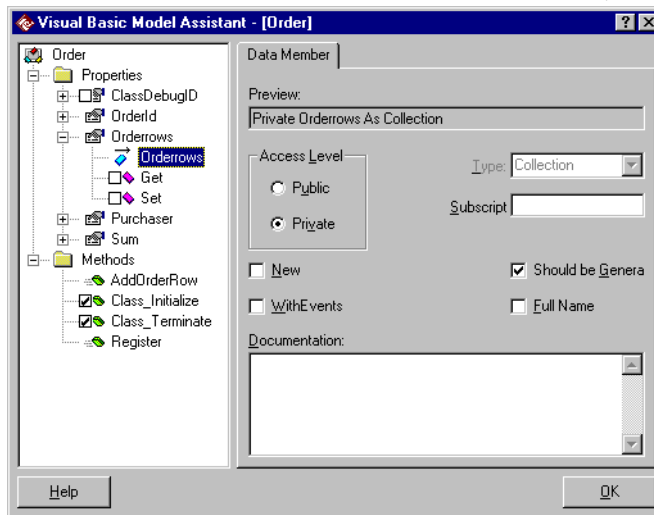 Visual Basic Model Assistant - [Order]
Order
Properties
ClassDebugID
OrderId
Orderrows
Orderrows
Get
Set
Purchaser
Sum
Methods
AddOrderRow
Class_Initialize
Class_Terminate
Register
Data Member
Preview:
Private Orderrows As Collection
Access Level
Public
Private
Type: Collection
Subscript
New
Should be Genera
WithEvents
Full Name
Documentation:
Help
OK